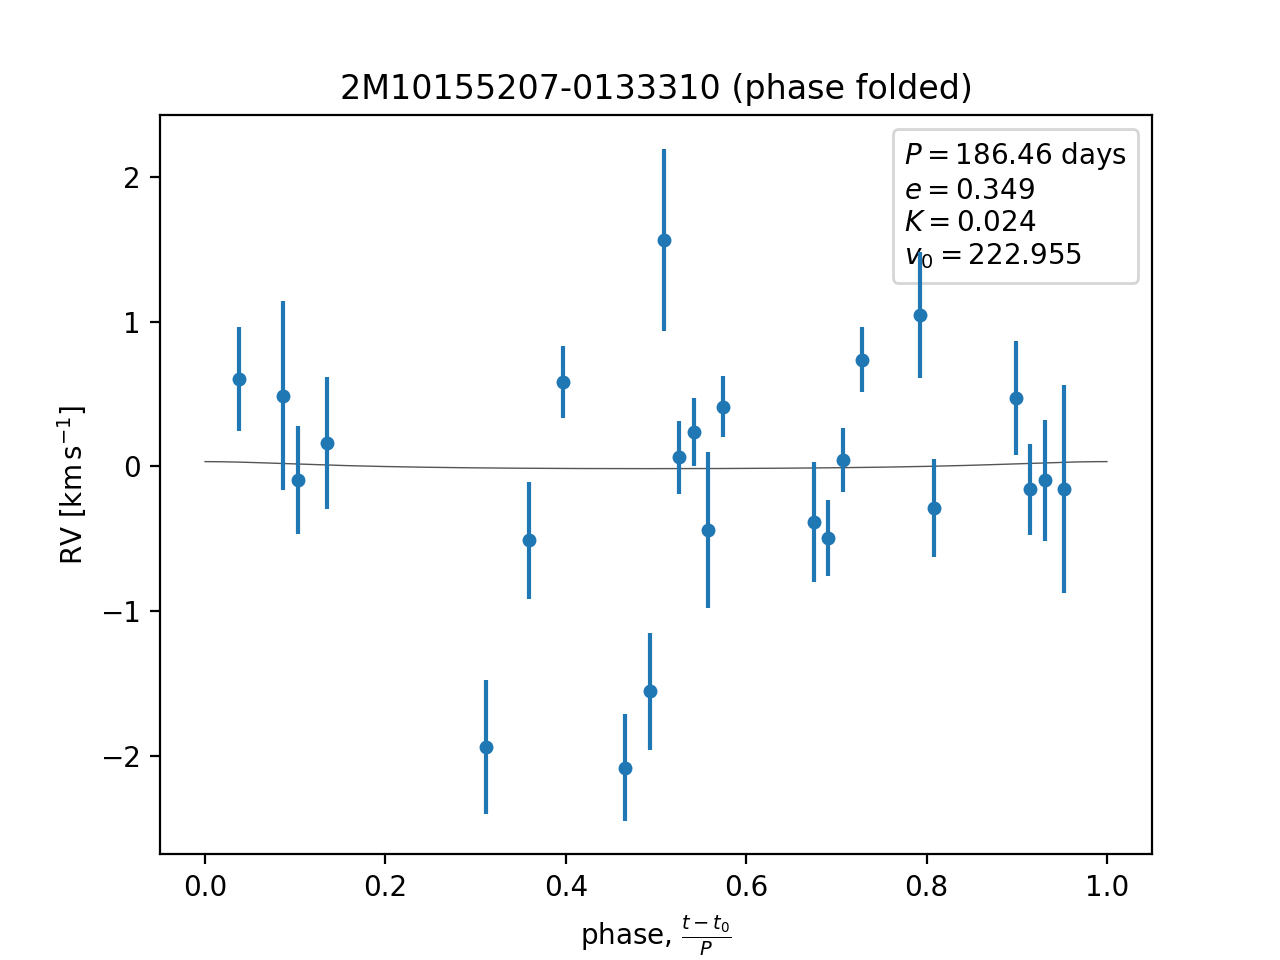 2M10155207-0133310 (phase folded)
P = 186.46 days
e = 0.349
K = 0.024
v₀ = 222.955
RV [km s⁻¹]
2
1
0
−1
−2
0.0 0.2 0.4 0.6 0.8 1.0
phase, (t − t₀)/P